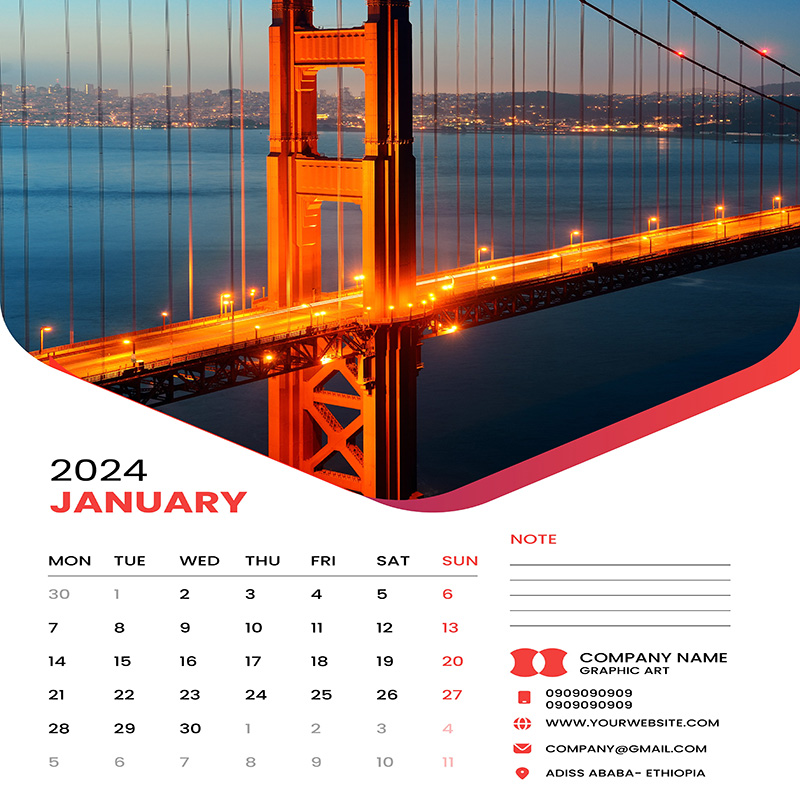 2024
JANUARY
MON TUE WED THU FRI SAT SUN
30 1 2 3 4 5 6
7 8 9 10 11 12 13
14 15 16 17 18 19 20
21 22 23 24 25 26 27
28 29 30 1 2 3 4
5 6 7 8 9 10 11
NOTE
COMPANY NAME
GRAPHIC ART
0909090909
0909090909
WWW.YOURWEBSITE.COM
COMPANY@GMAIL.COM
ADISS ABABA- ETHIOPIA